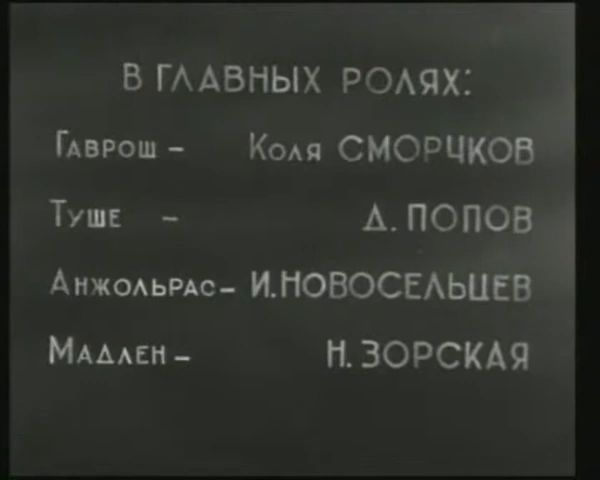 В ГЛАВНЫХ РОЛЯХ:
ГАВРОШ – Коля СМОРЧКОВ
ТУШЕ – Д. ПОПОВ
АНЖОЛЬРАС – И. НОВОСЕЛЬЦЕВ
МАДЛЕН – Н. ЗОРСКАЯ